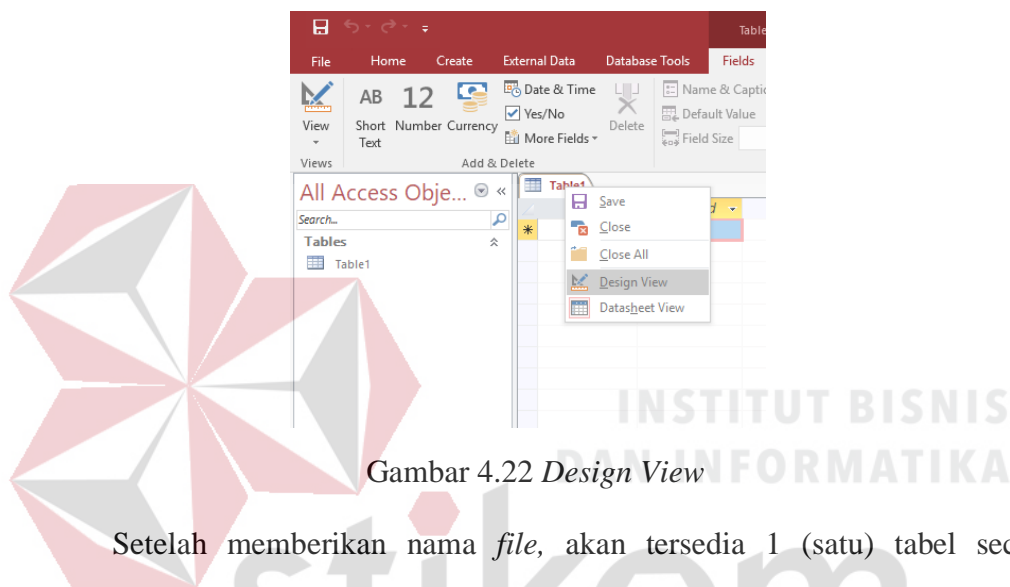 Table
File Home Create External Data Database Tools Fields
View
AB Short Text
12 Number
Currency
Date & Time
Yes/No
More Fields
Delete
Name & Captio
Default Value
Field Size
Views Add & Delete
All Access Obje... «
Search...
Tables
Table1
Table1
Save
Close
Close All
Design View
Datasheet View
INSTITUT BISNIS
DAN INFORMATIKA
Gambar 4.22 Design View
Setelah memberikan nama file, akan tersedia 1 (satu) tabel sec
stikom